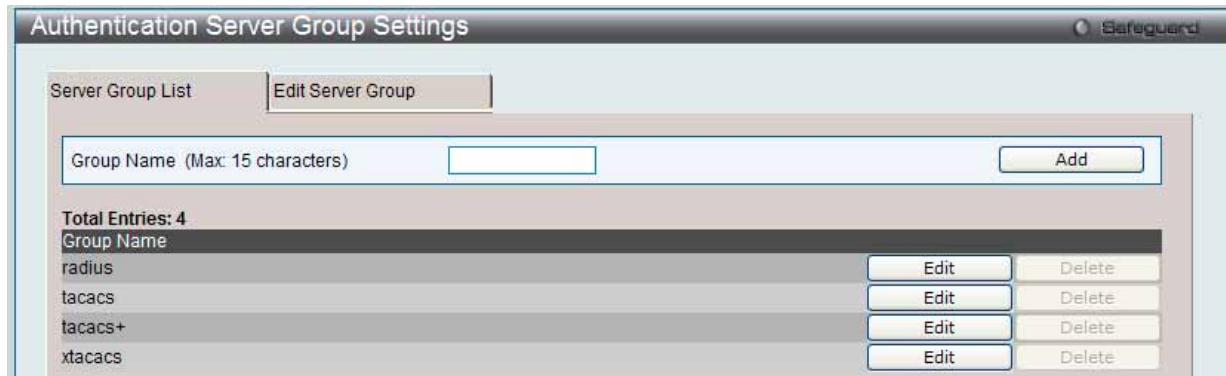 Authentication Server Group Settings
Safeguard
Server Group List Edit Server Group
Group Name (Max: 15 characters) Add
Total Entries: 4
Group Name
radius Edit Delete
tacacs Edit Delete
tacacs+ Edit Delete
xtacacs Edit Delete